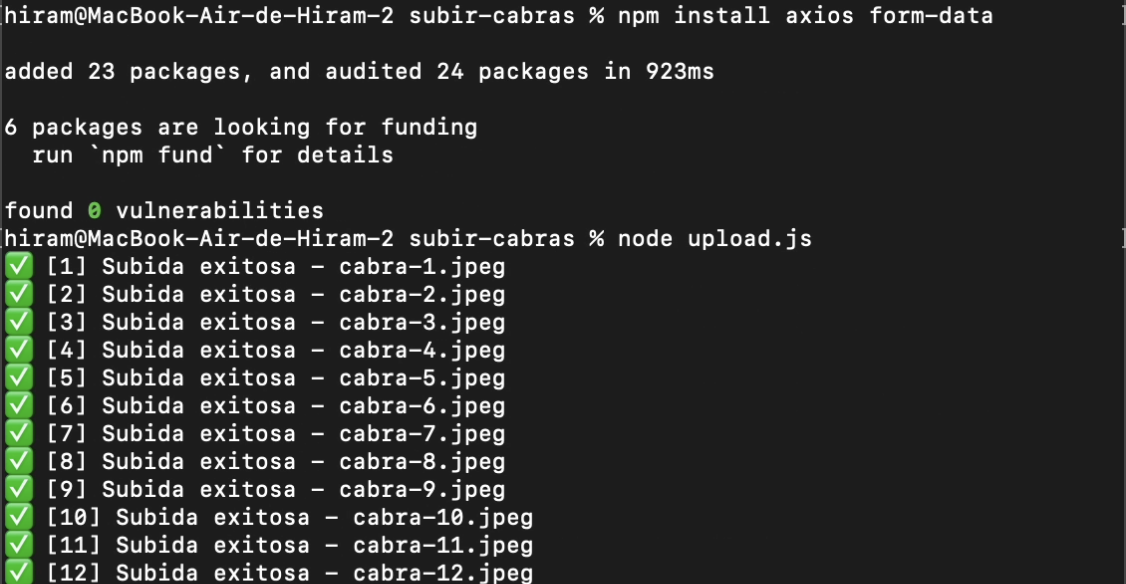 hiram@MacBook-Air-de-Hiram-2 subir-cabras % npm install axios form-data
added 23 packages, and audited 24 packages in 923ms
6 packages are looking for funding
  run `npm fund` for details
found 0 vulnerabilities
hiram@MacBook-Air-de-Hiram-2 subir-cabras % node upload.js
✅ [1] Subida exitosa – cabra-1.jpeg
✅ [2] Subida exitosa – cabra-2.jpeg
✅ [3] Subida exitosa – cabra-3.jpeg
✅ [4] Subida exitosa – cabra-4.jpeg
✅ [5] Subida exitosa – cabra-5.jpeg
✅ [6] Subida exitosa – cabra-6.jpeg
✅ [7] Subida exitosa – cabra-7.jpeg
✅ [8] Subida exitosa – cabra-8.jpeg
✅ [9] Subida exitosa – cabra-9.jpeg
✅ [10] Subida exitosa – cabra-10.jpeg
✅ [11] Subida exitosa – cabra-11.jpeg
✅ [12] Subida exitosa – cabra-12.jpeg